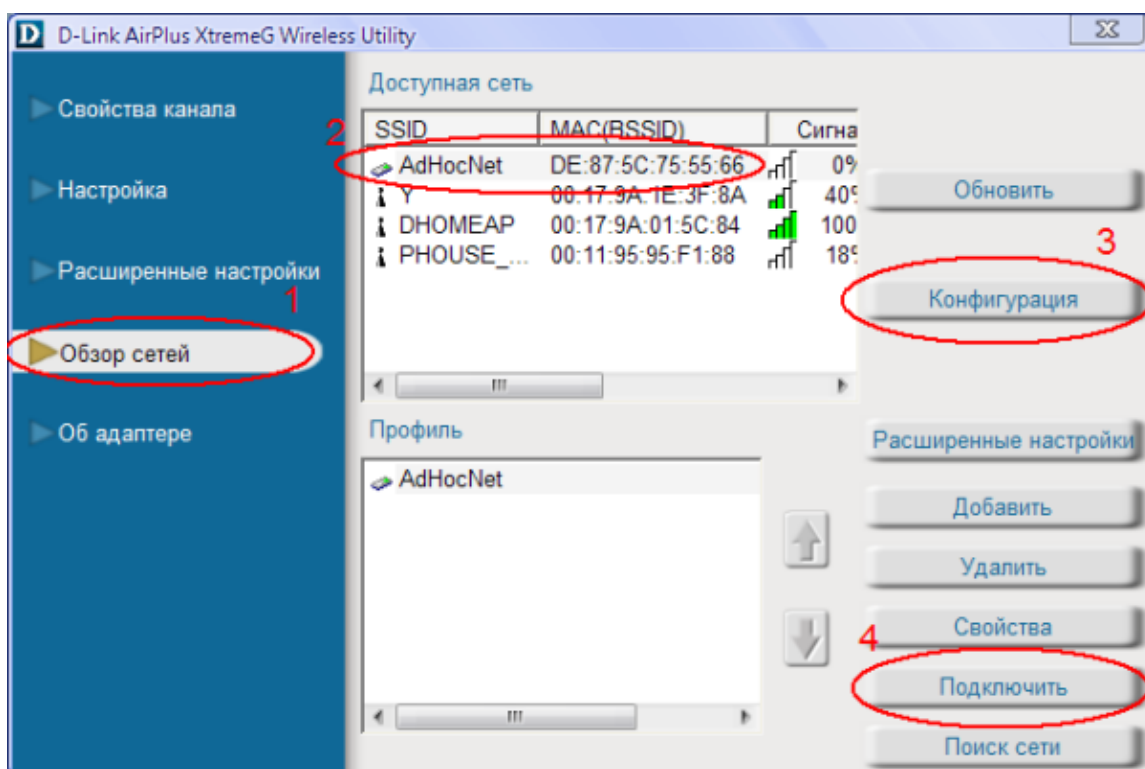 D-Link AirPlus XtremeG Wireless Utility
Свойства канала
Настройка
Расширенные настройки
1
Обзор сетей
Об адаптере
Доступная сеть
2
SSID MAC(BSSID) Сигна
AdHocNet DE:87:5C:75:55:66 0%
Y 00:17:9A:1E:3F:8A 40%
DHOMEAP 00:17:9A:01:5C:84 100
PHOUSE_... 00:11:95:95:F1:88 18%
Обновить
3
Конфигурация
Профиль
AdHocNet
Расширенные настройки
Добавить
Удалить
Свойства
4
Подключить
Поиск сети